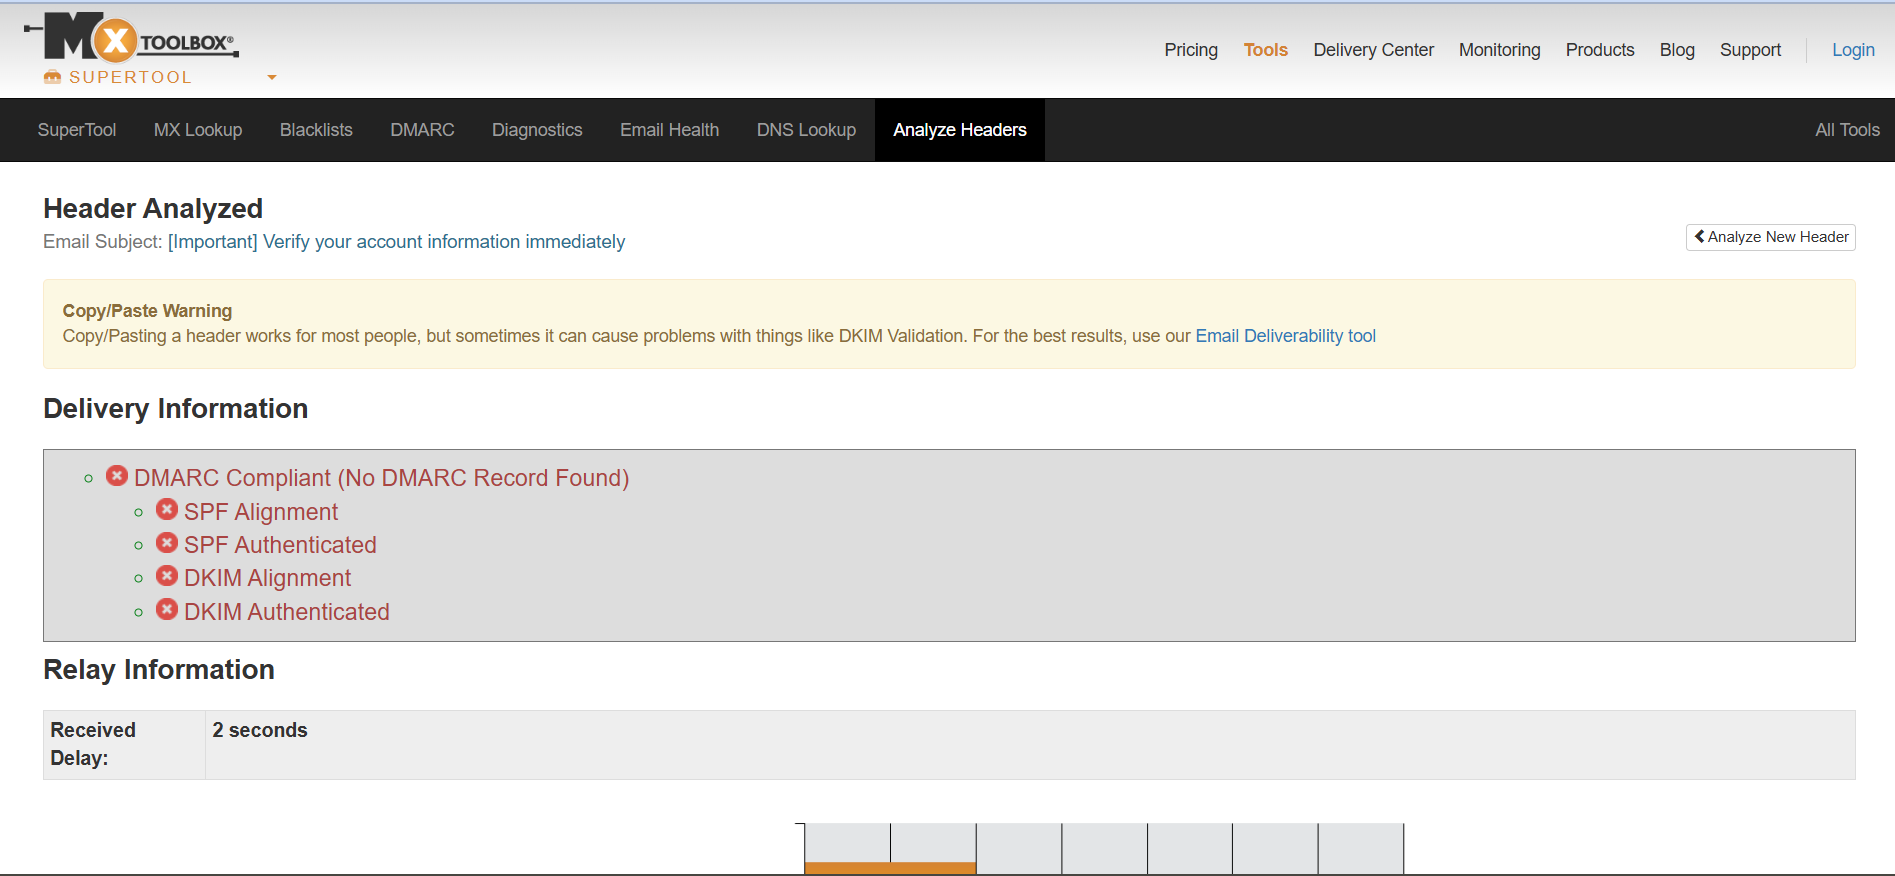 Mx TOOLBOX®
SUPERTOOL
Pricing Tools Delivery Center Monitoring Products Blog Support Login
SuperTool MX Lookup Blacklists DMARC Diagnostics Email Health DNS Lookup Analyze Headers All Tools
Header Analyzed
Email Subject: [Important] Verify your account information immediately
Analyze New Header
Copy/Paste Warning
Copy/Pasting a header works for most people, but sometimes it can cause problems with things like DKIM Validation. For the best results, use our Email Deliverability tool
Delivery Information
DMARC Compliant (No DMARC Record Found)
SPF Alignment
SPF Authenticated
DKIM Alignment
DKIM Authenticated
Relay Information
Received Delay: 2 seconds